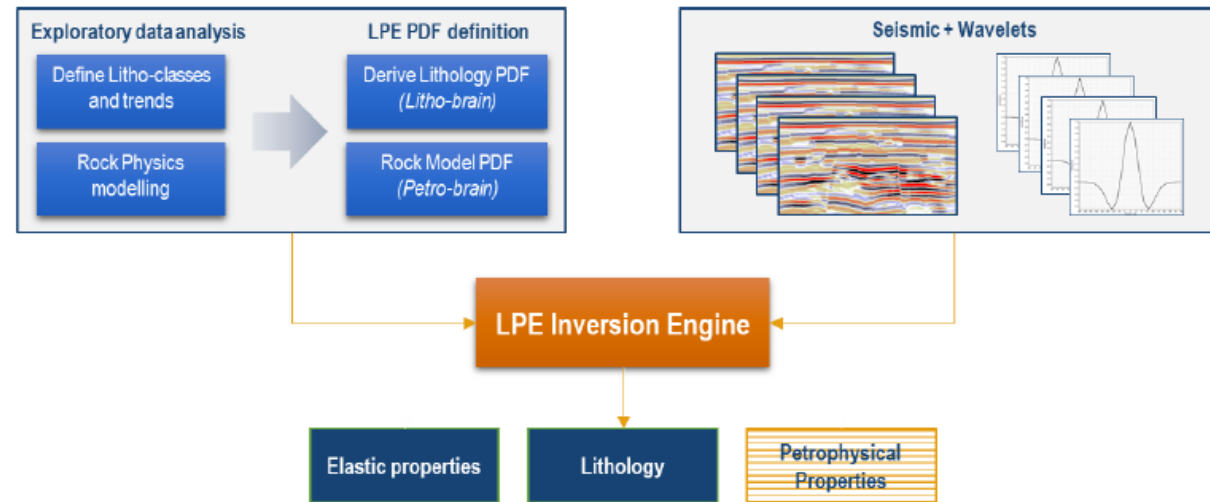 Exploratory data analysis
Define Litho-classes
and trends
Rock Physics
modelling
LPE PDF definition
Derive Lithology PDF
(Litho-brain)
Rock Model PDF
(Petro-brain)
Seismic + Wavelets
LPE Inversion Engine
Elastic properties
Lithology
Petrophysical
Properties